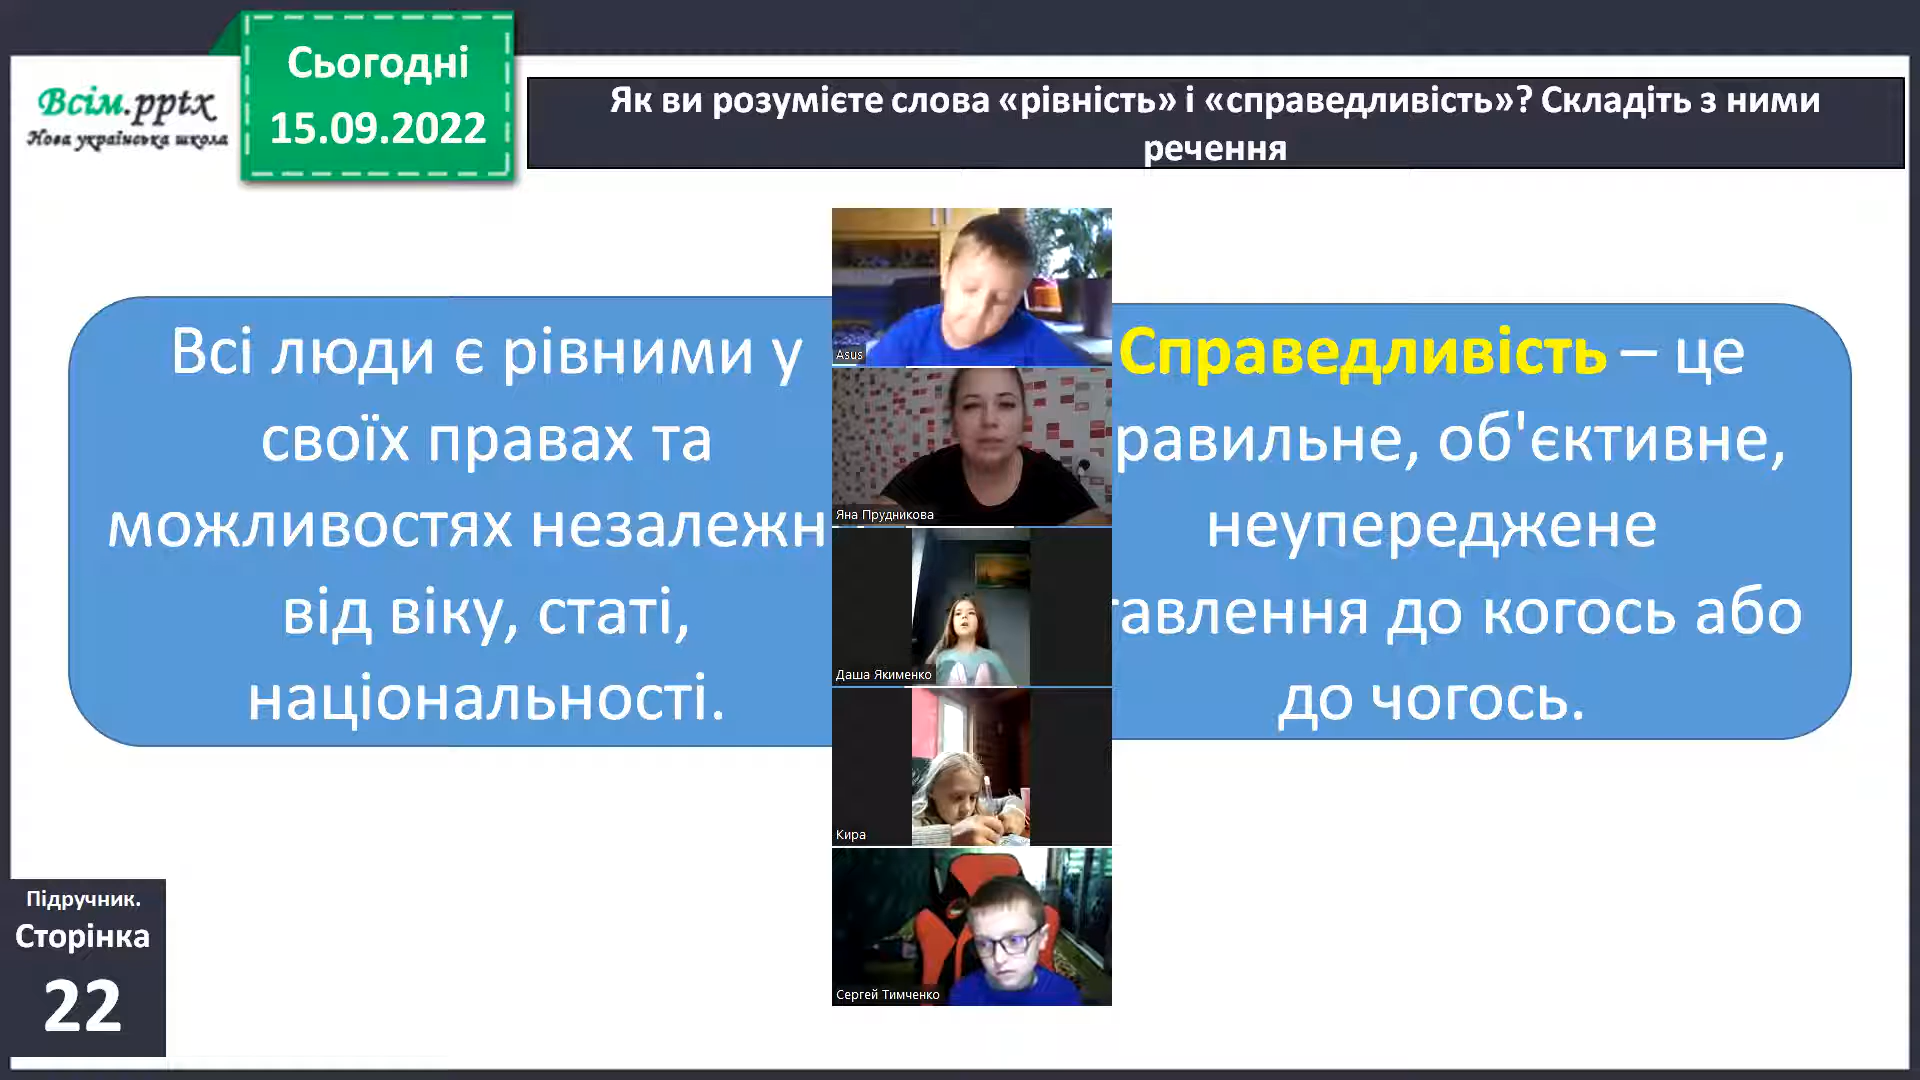 Сьогодні
15.09.2022
Всім.pptx
Нова українська школа
Як ви розумієте слова «рівність» і «справедливість»? Складіть з ними
речення
Всі люди є рівними у
своїх правах та
можливостях незалежн
від віку, статі,
національності.
Asus
Яна Прудникова
Даша Якименко
Кира
Сергей Тимченко
Справедливість – це
равильне, об'єктивне,
неупереджене
тавлення до когось або
до чогось.
Підручник.
Сторінка
22